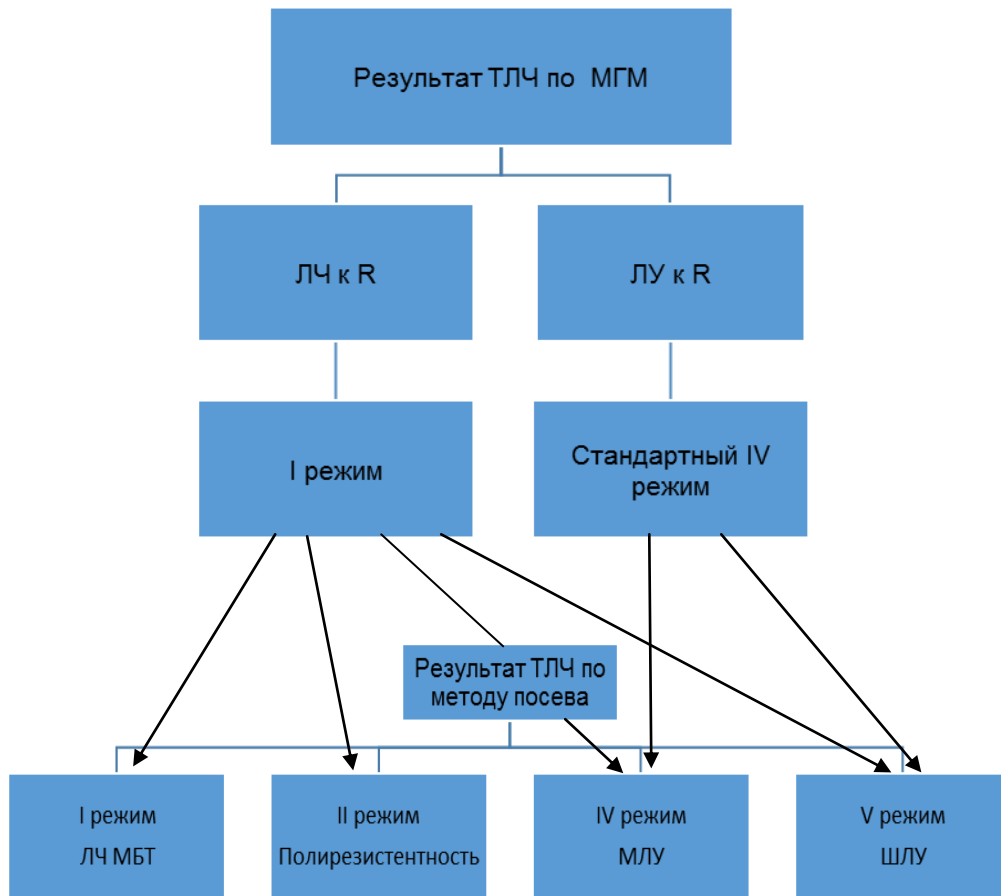 Результат ТЛЧ по МГМ
ЛЧ к R
ЛУ к R
I режим
Стандартный IV
режим
Результат ТЛЧ по
методу посева
I режим
ЛЧ МБТ
II режим
Полирезистентность
IV режим
МЛУ
V режим
ШЛУ